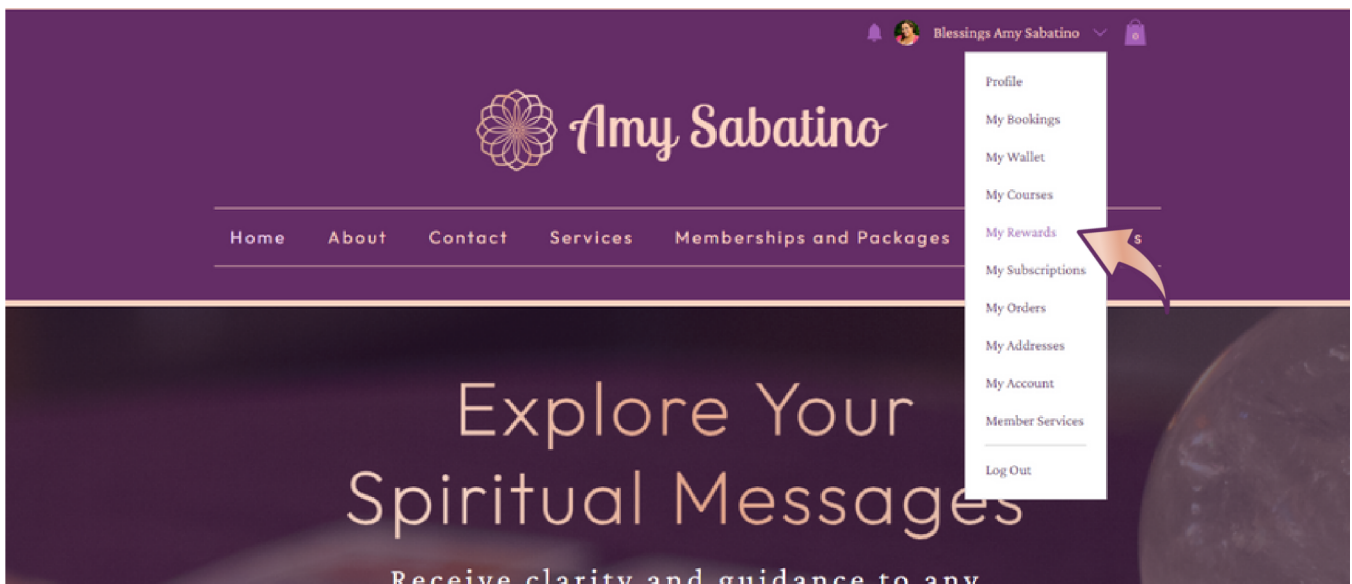 Blessings Amy Sabatino
0
Amy Sabatino
Home About Contact Services Memberships and Packages s
Profile
My Bookings
My Wallet
My Courses
My Rewards
My Subscriptions
My Orders
My Addresses
My Account
Member Services
Log Out
Explore Your
Spiritual Messages
Receive clarity and guidance to any